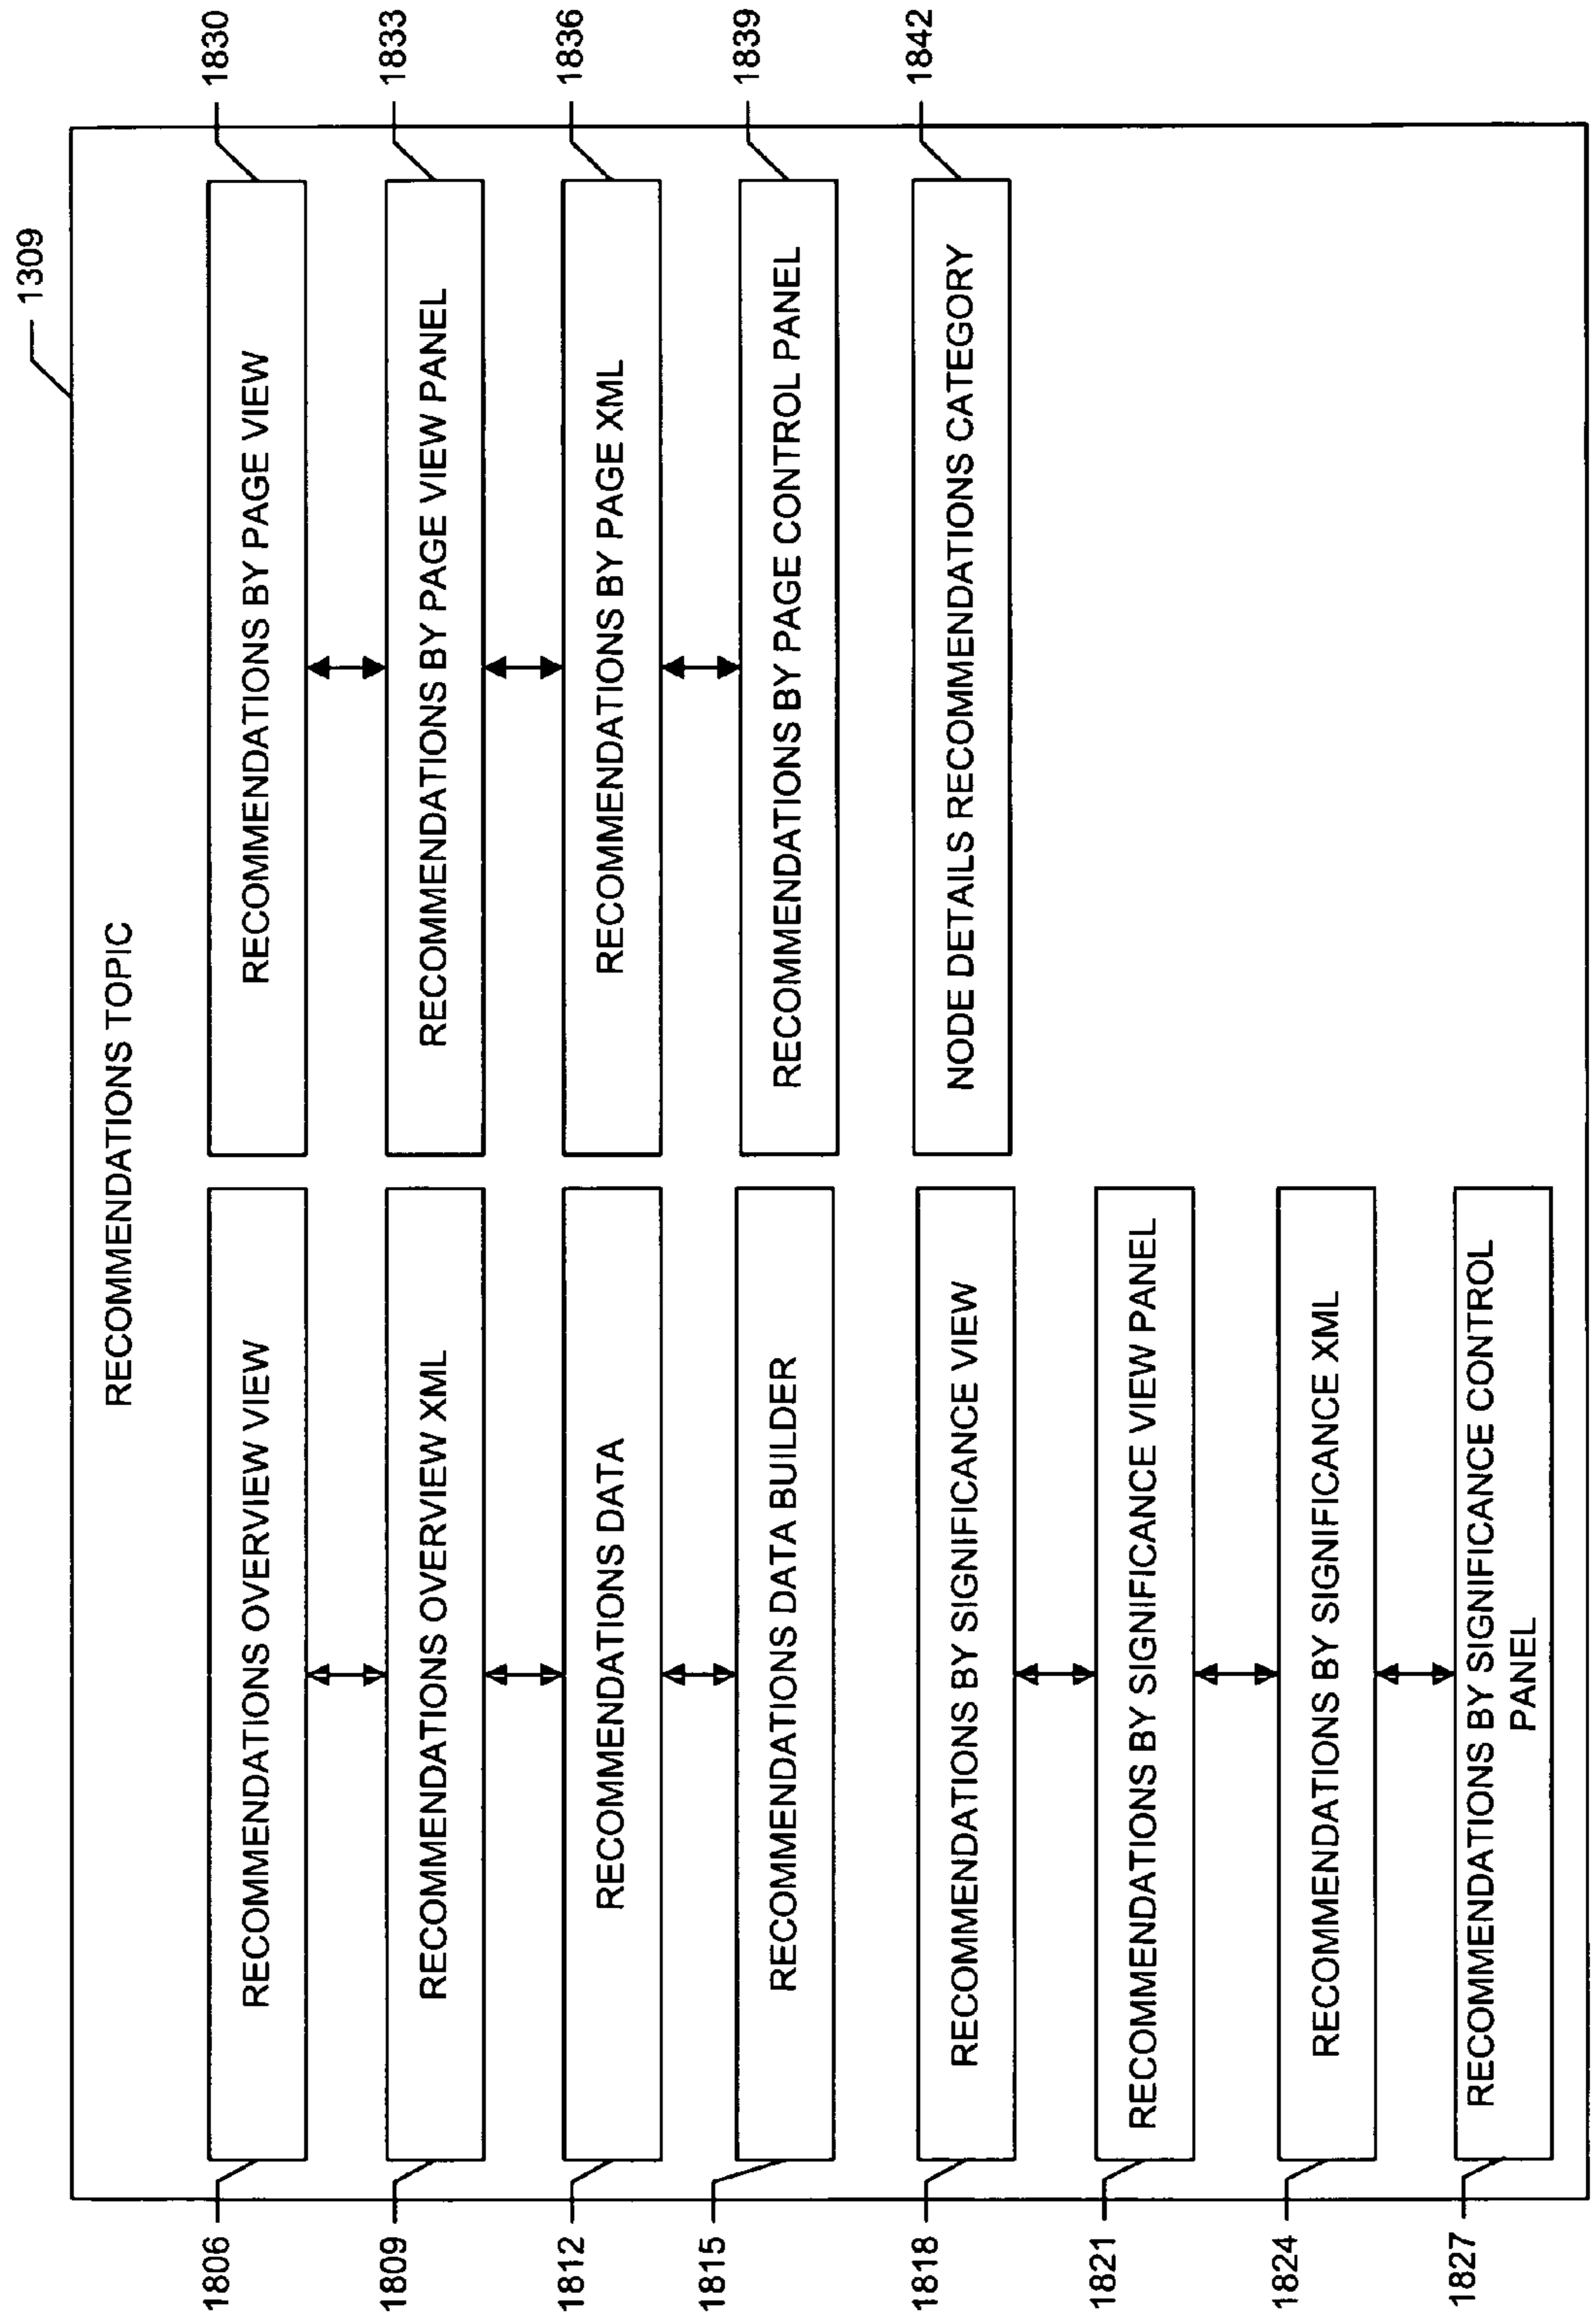 1309
RECOMMENDATIONS TOPIC
1806
RECOMMENDATIONS OVERVIEW VIEW
1809
RECOMMENDATIONS OVERVIEW XML
1812
RECOMMENDATIONS DATA
1815
RECOMMENDATIONS DATA BUILDER
1818
RECOMMENDATIONS BY SIGNIFICANCE VIEW
1821
RECOMMENDATIONS BY SIGNIFICANCE VIEW PANEL
1824
RECOMMENDATIONS BY SIGNIFICANCE XML
1827
RECOMMENDATIONS BY SIGNIFICANCE CONTROL
PANEL
RECOMMENDATIONS BY PAGE VIEW
1830
RECOMMENDATIONS BY PAGE VIEW PANEL
1833
RECOMMENDATIONS BY PAGE XML
1836
RECOMMENDATIONS BY PAGE CONTROL PANEL
1839
NODE DETAILS RECOMMENDATIONS CATEGORY
1842